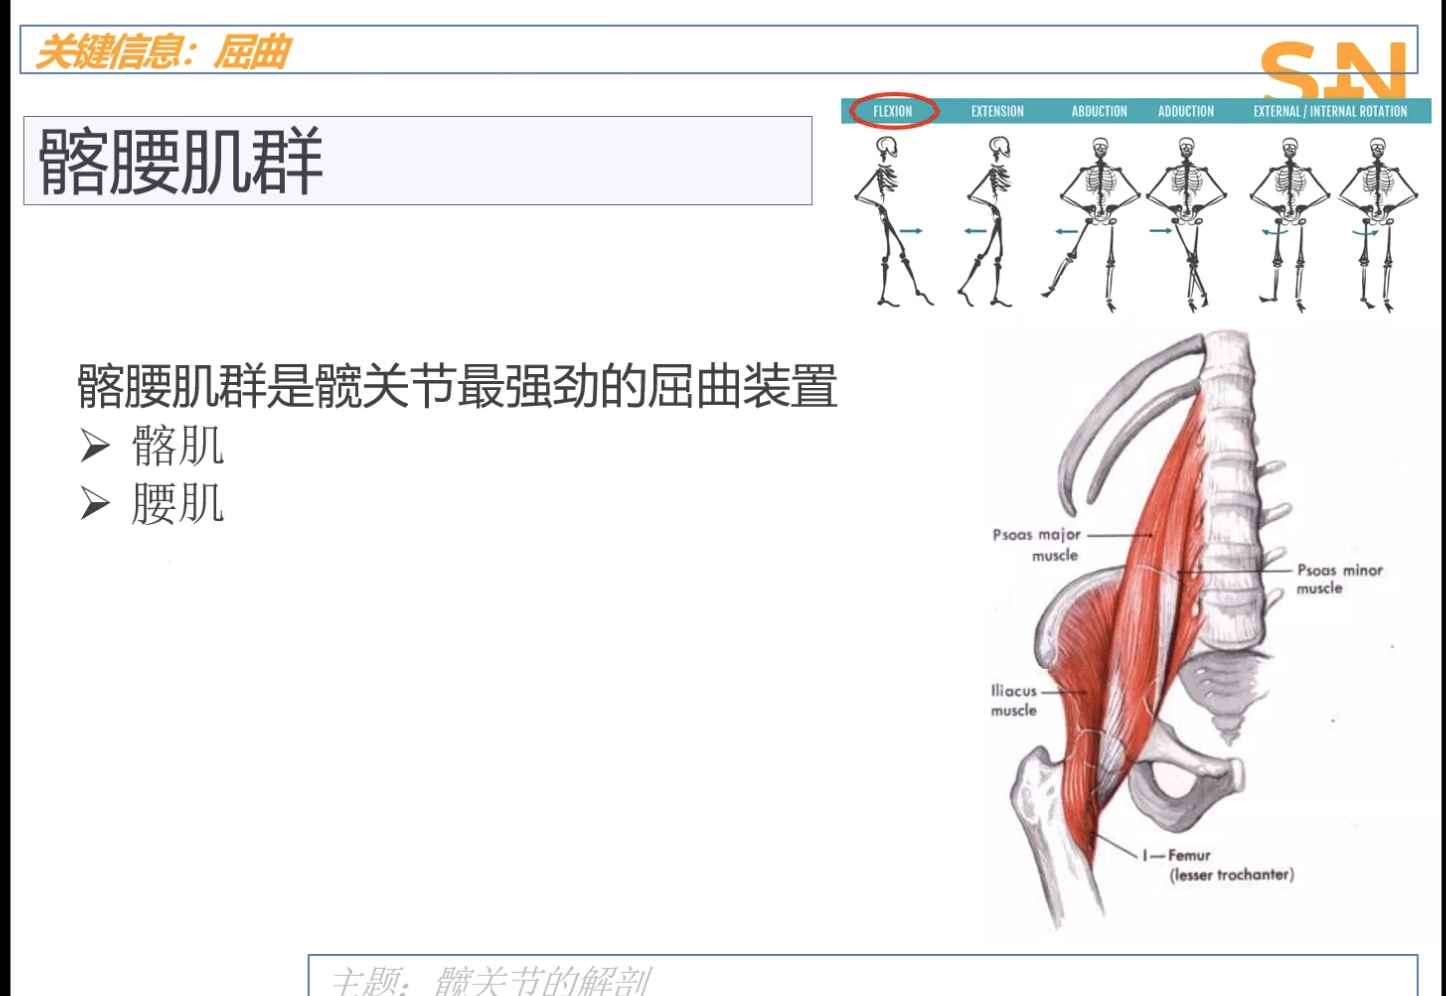 关键信息：屈曲
SN
FLEXION EXTENSION ABDUCTION ADDUCTION EXTERNAL / INTERNAL ROTATION
髂腰肌群
髂腰肌群是髋关节最强劲的屈曲装置
➢ 髂肌
➢ 腰肌
Psoas major
muscle
Psoas minor
muscle
Iliacus
muscle
I—Femur
(lesser trochanter)
主题：髋关节的解剖